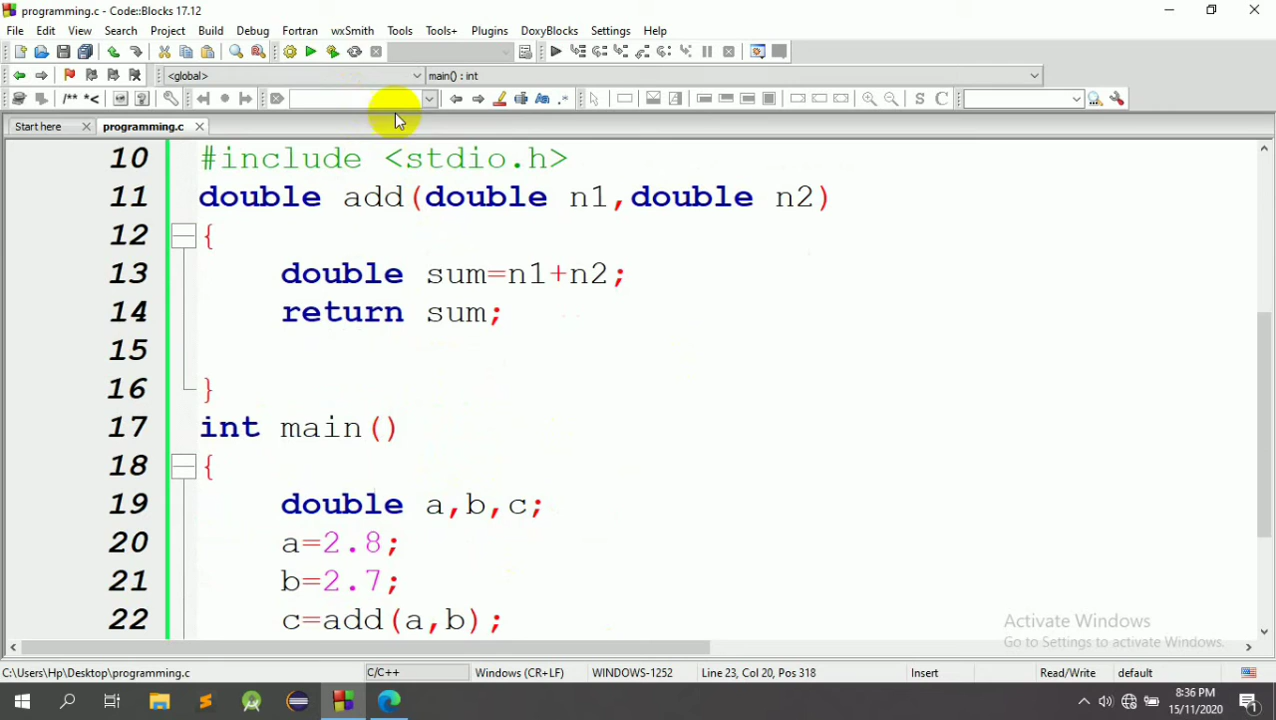 programming.c - Code::Blocks 17.12
File Edit View Search Project Build Debug Fortran wxSmith Tools Tools+ Plugins DoxyBlocks Settings Help
<global> main() : int
/** *<
S C
Start here programming.c
10 #include <stdio.h>
11 double add(double n1,double n2)
12 {
13 double sum=n1+n2;
14 return sum;
15
16 }
17 int main()
18 {
19 double a,b,c;
20 a=2.8;
21 b=2.7;
22 c=add(a,b);
Activate Windows
Go to Settings to activate Windows.
C:\Users\Hp\Desktop\programming.c C/C++ Windows (CR+LF) WINDOWS-1252 Line 23, Col 20, Pos 318 Insert Read/Write default
8:36 PM
15/11/2020
1